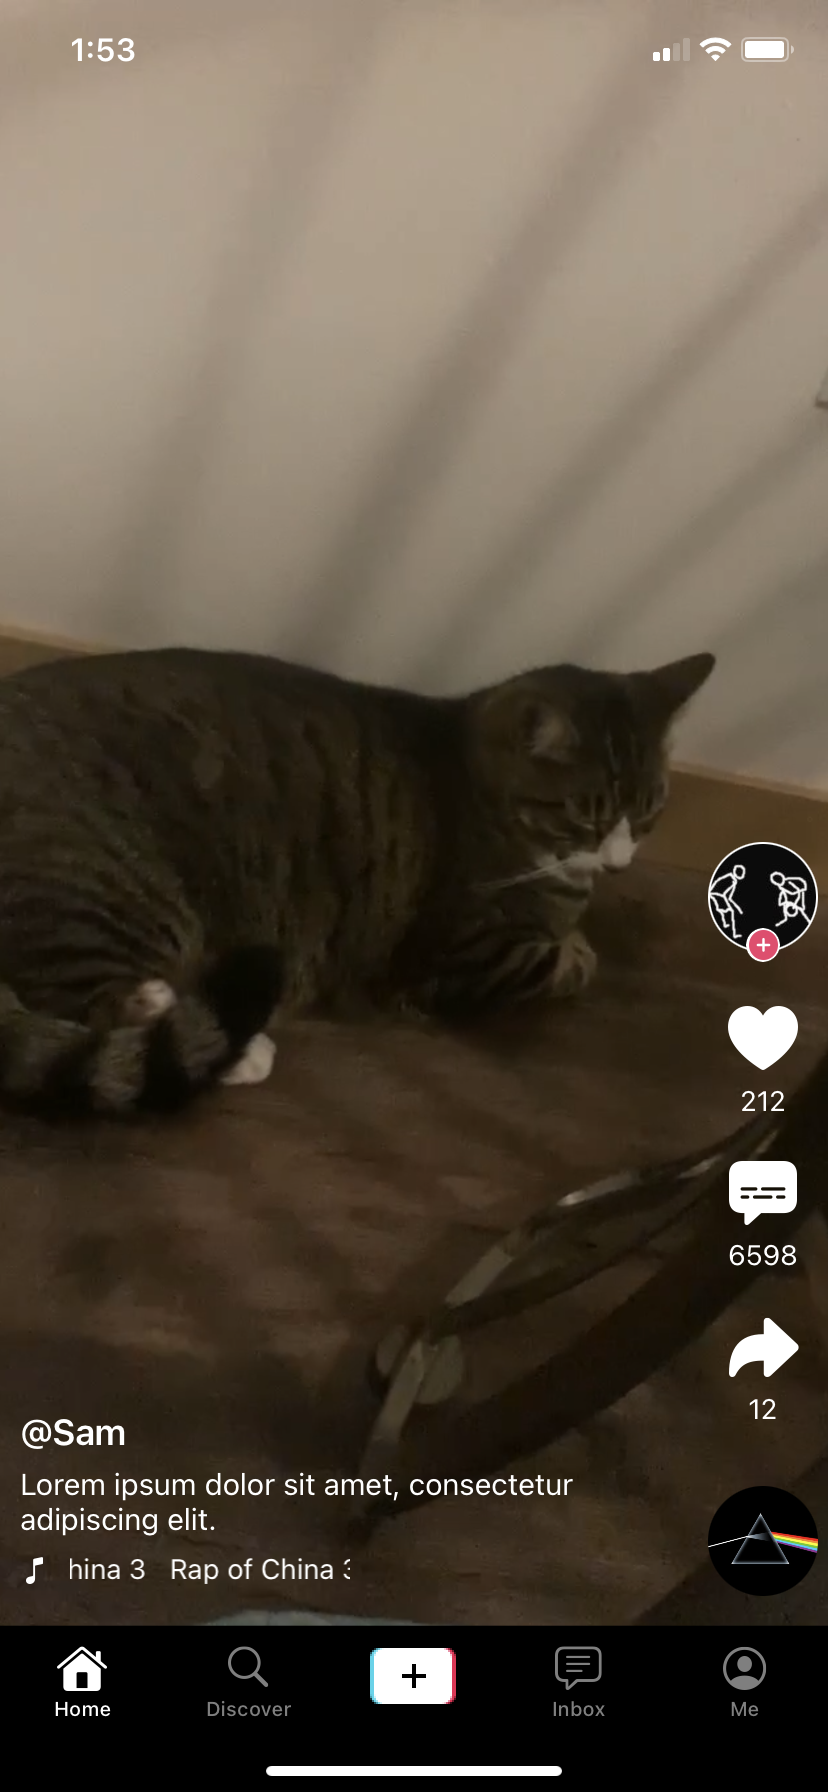 1:53
212
6598
12
@Sam
Lorem ipsum dolor sit amet, consectetur
adipiscing elit.
hina 3 Rap of China 3
Home
Discover
Inbox
Me